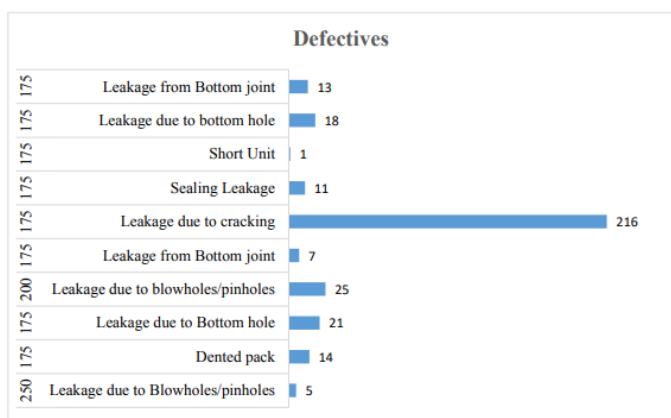 Defectives
175 Leakage from Bottom joint 13
175 Leakage due to bottom hole 18
175 Short Unit 1
175 Sealing Leakage 11
175 Leakage due to cracking 216
175 Leakage from Bottom joint 7
200 Leakage due to blowholes/pinholes 25
175 Leakage due to Bottom hole 21
175 Dented pack 14
250 Leakage due to Blowholes/pinholes 5